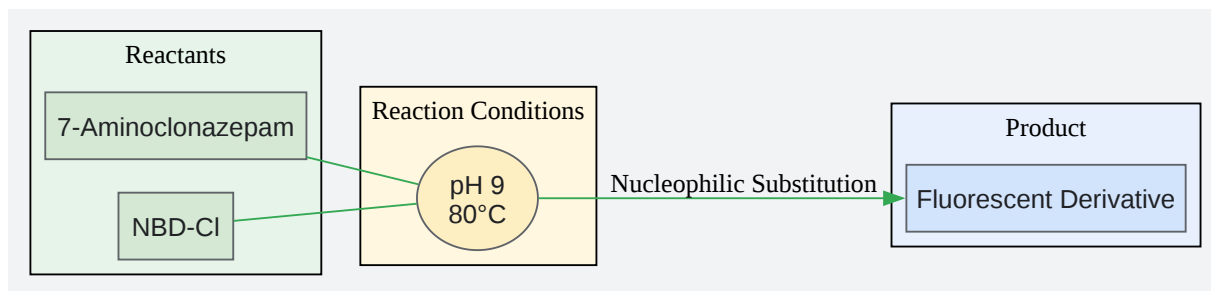 Reactants
7-Aminoclonazepam
NBD-Cl
Reaction Conditions
pH 9
80°C
Nucleophilic Substitution
Product
Fluorescent Derivative